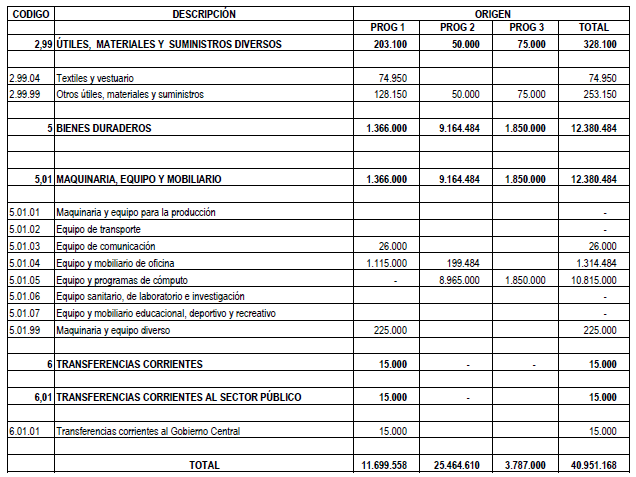 CODIGO DESCRIPCIÓN ORIGEN
PROG 1 PROG 2 PROG 3 TOTAL
2,99 ÚTILES, MATERIALES Y SUMINISTROS DIVERSOS 203.100 50.000 75.000 328.100
2.99.04 Textiles y vestuario 74.950 74.950
2.99.99 Otros útiles, materiales y suministros 128.150 50.000 75.000 253.150
5 BIENES DURADEROS 1.366.000 9.164.484 1.850.000 12.380.484
5,01 MAQUINARIA, EQUIPO Y MOBILIARIO 1.366.000 9.164.484 1.850.000 12.380.484
5.01.01 Maquinaria y equipo para la producción -
5.01.02 Equipo de transporte -
5.01.03 Equipo de comunicación 26.000 26.000
5.01.04 Equipo y mobiliario de oficina 1.115.000 199.484 1.314.484
5.01.05 Equipo y programas de cómputo - 8.965.000 1.850.000 10.815.000
5.01.06 Equipo sanitario, de laboratorio e investigación -
5.01.07 Equipo y mobiliario educacional, deportivo y recreativo -
5.01.99 Maquinaria y equipo diverso 225.000 225.000
6 TRANSFERENCIAS CORRIENTES 15.000 - - 15.000
6,01 TRANSFERENCIAS CORRIENTES AL SECTOR PÚBLICO 15.000 - 15.000
6.01.01 Transferencias corrientes al Gobierno Central 15.000 15.000
TOTAL 11.699.558 25.464.610 3.787.000 40.951.168